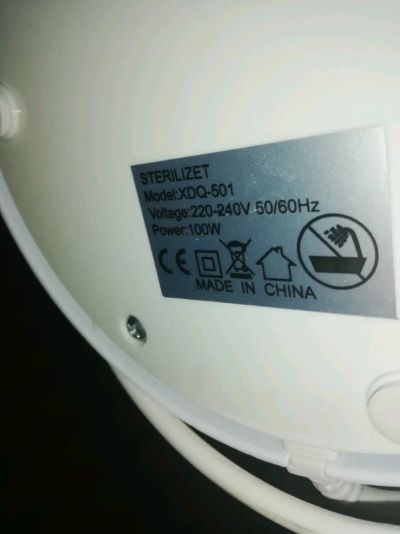 STERILIZET
Model:XDQ-501
Voltage:220-240V 50/60Hz
Power:100W
CE
MADE IN CHINA